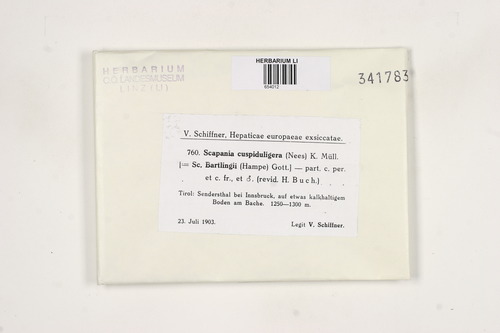 HERBARIUM
O.Ö. LANDESMUSEUM
LINZ (U)
HERBARIUM LI
654012
341783
V. Schiffner, Hepaticae europaeae exsiccatae.
760. Scapania cuspiduligera (Nees) K. Müll.
[= Sc. Bartlingii (Hampe) Gott.] — part. c. per.
et c. fr., et ♂. (revid. H. Buch.)
Tirol: Sendersthal bei Innsbruck, auf etwas kalkhaltigem
Boden am Bache. 1250—1300 m.
23. Juli 1903.
Legit V. Schiffner.